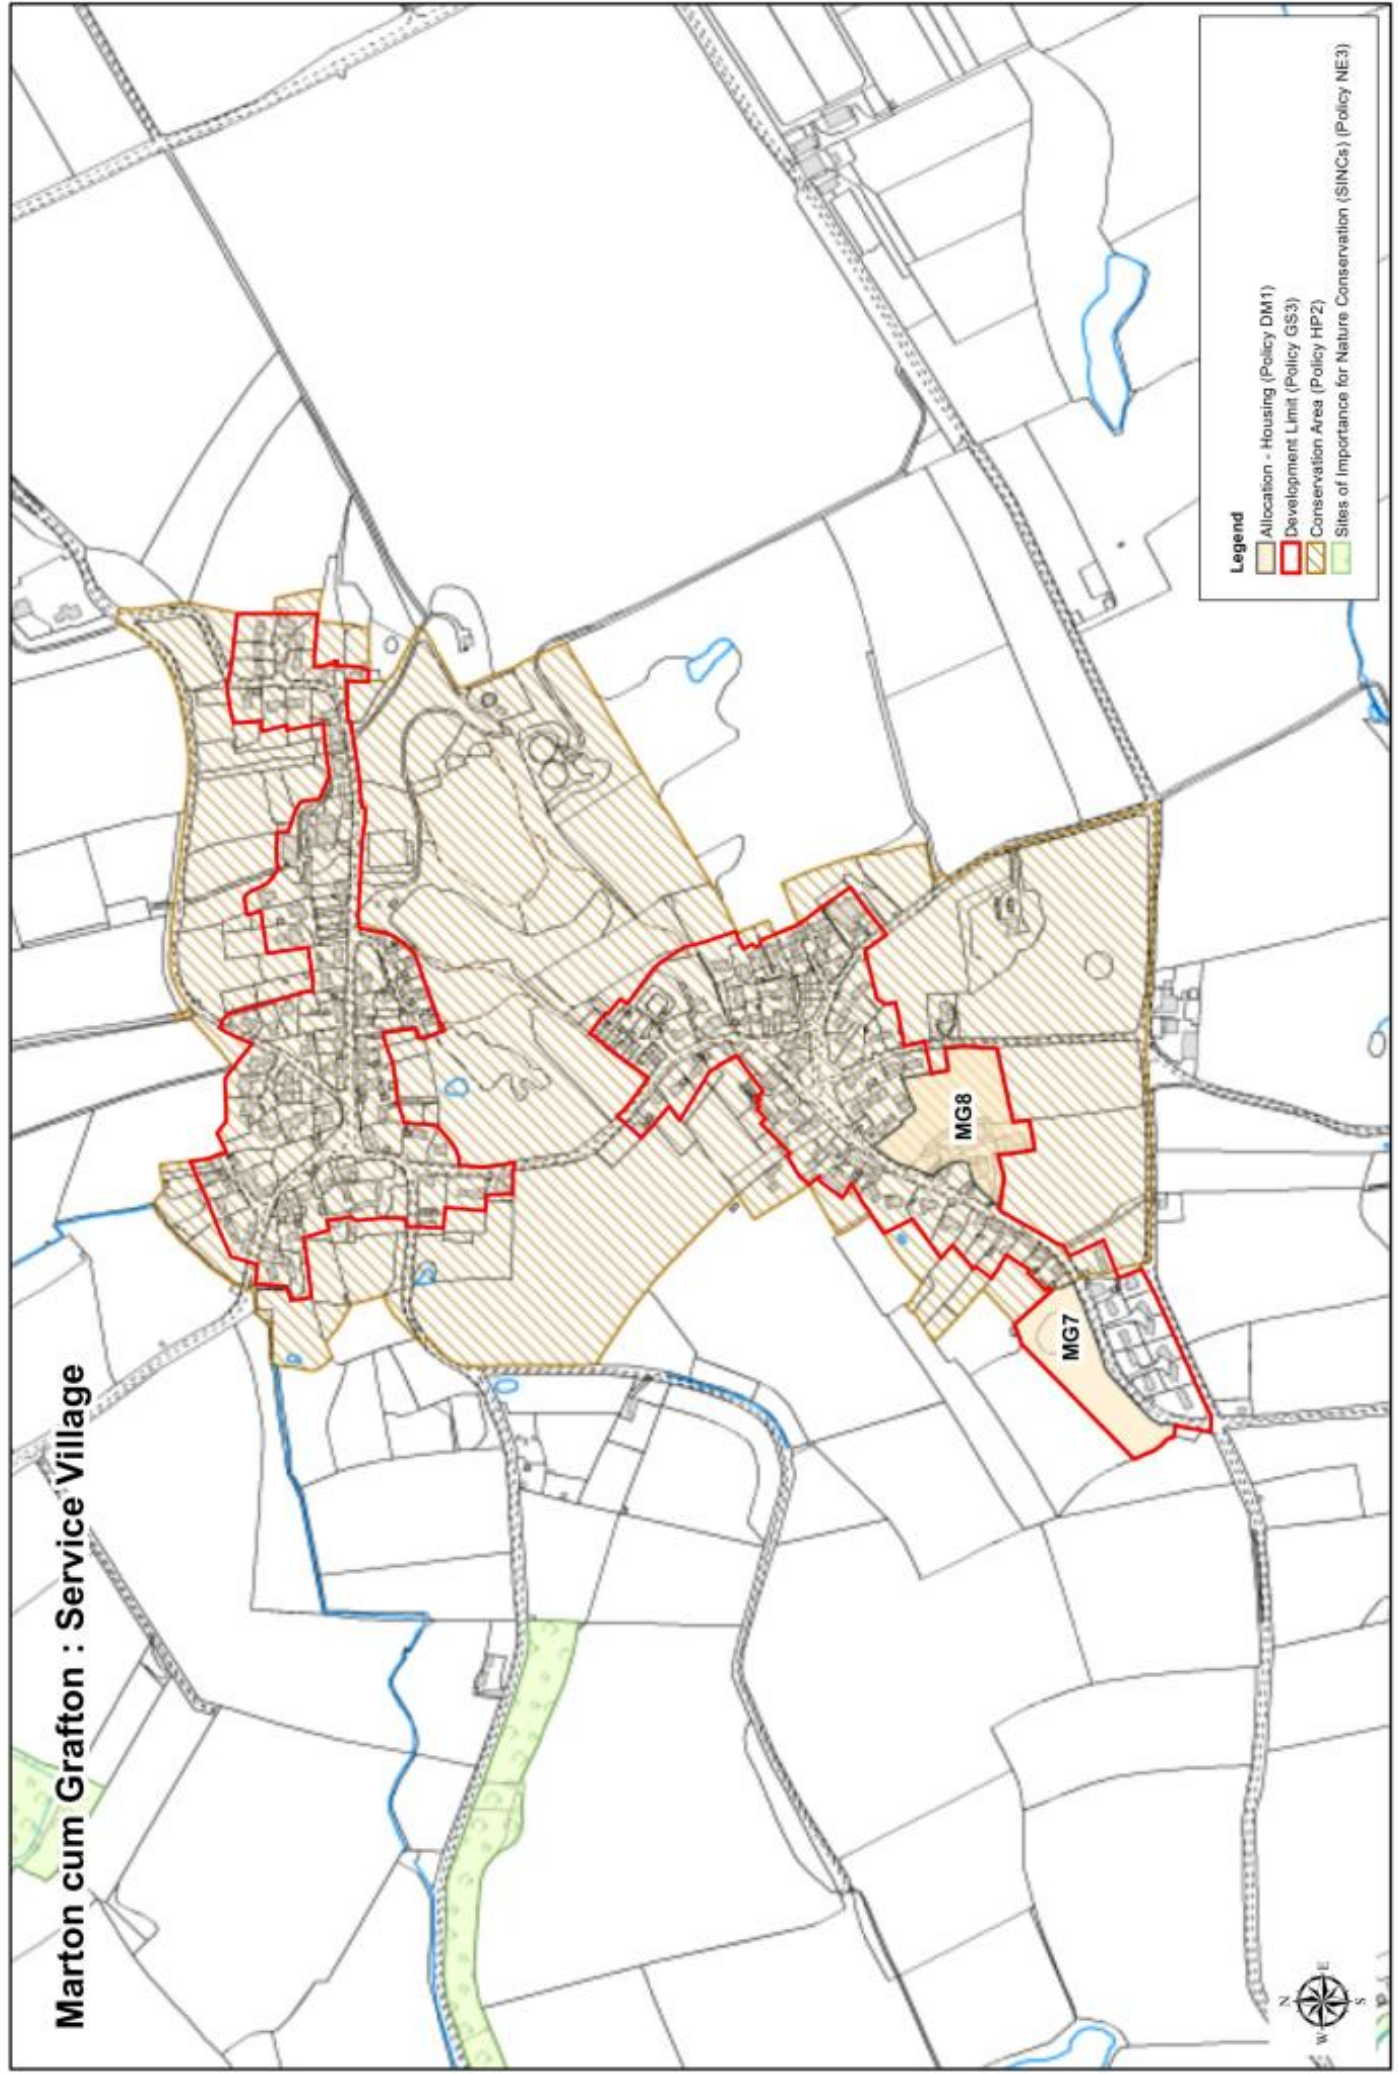 Marton cum Grafton : Service Village
MG8
MG7
Legend
Allocation - Housing (Policy DM1)
Development Limit (Policy GS3)
Conservation Area (Policy HP2)
Sites of Importance for Nature Conservation (SINCs) (Policy NE3)
N
W E
S